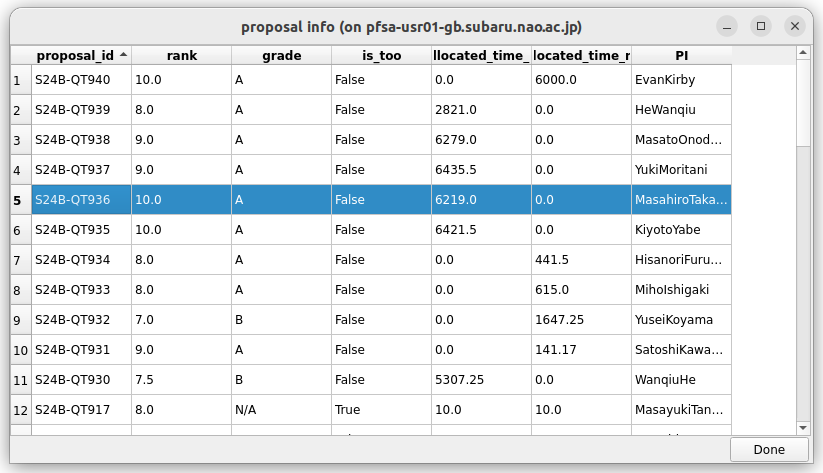 proposal info (on pfsa-usr01-gb.subaru.nao.ac.jp)
proposal_id rank grade is_too llocated_time_ located_time_r PI
1 S24B-QT940 10.0 A False 0.0 6000.0 EvanKirby
2 S24B-QT939 8.0 A False 2821.0 0.0 HeWanqiu
3 S24B-QT938 9.0 A False 6279.0 0.0 MasatoOnod...
4 S24B-QT937 9.0 A False 6435.5 0.0 YukiMoritani
5 S24B-QT936 10.0 A False 6219.0 0.0 MasahiroTaka...
6 S24B-QT935 10.0 A False 6421.5 0.0 KiyotoYabe
7 S24B-QT934 8.0 A False 0.0 441.5 HisanoriFuru...
8 S24B-QT933 8.0 A False 0.0 615.0 MihoIshigaki
9 S24B-QT932 7.0 B False 0.0 1647.25 YuseiKoyama
10 S24B-QT931 9.0 A False 0.0 141.17 SatoshiKawa...
11 S24B-QT930 7.5 B False 5307.25 0.0 WanqiuHe
12 S24B-QT917 8.0 N/A True 10.0 10.0 MasayukiTan...
Done